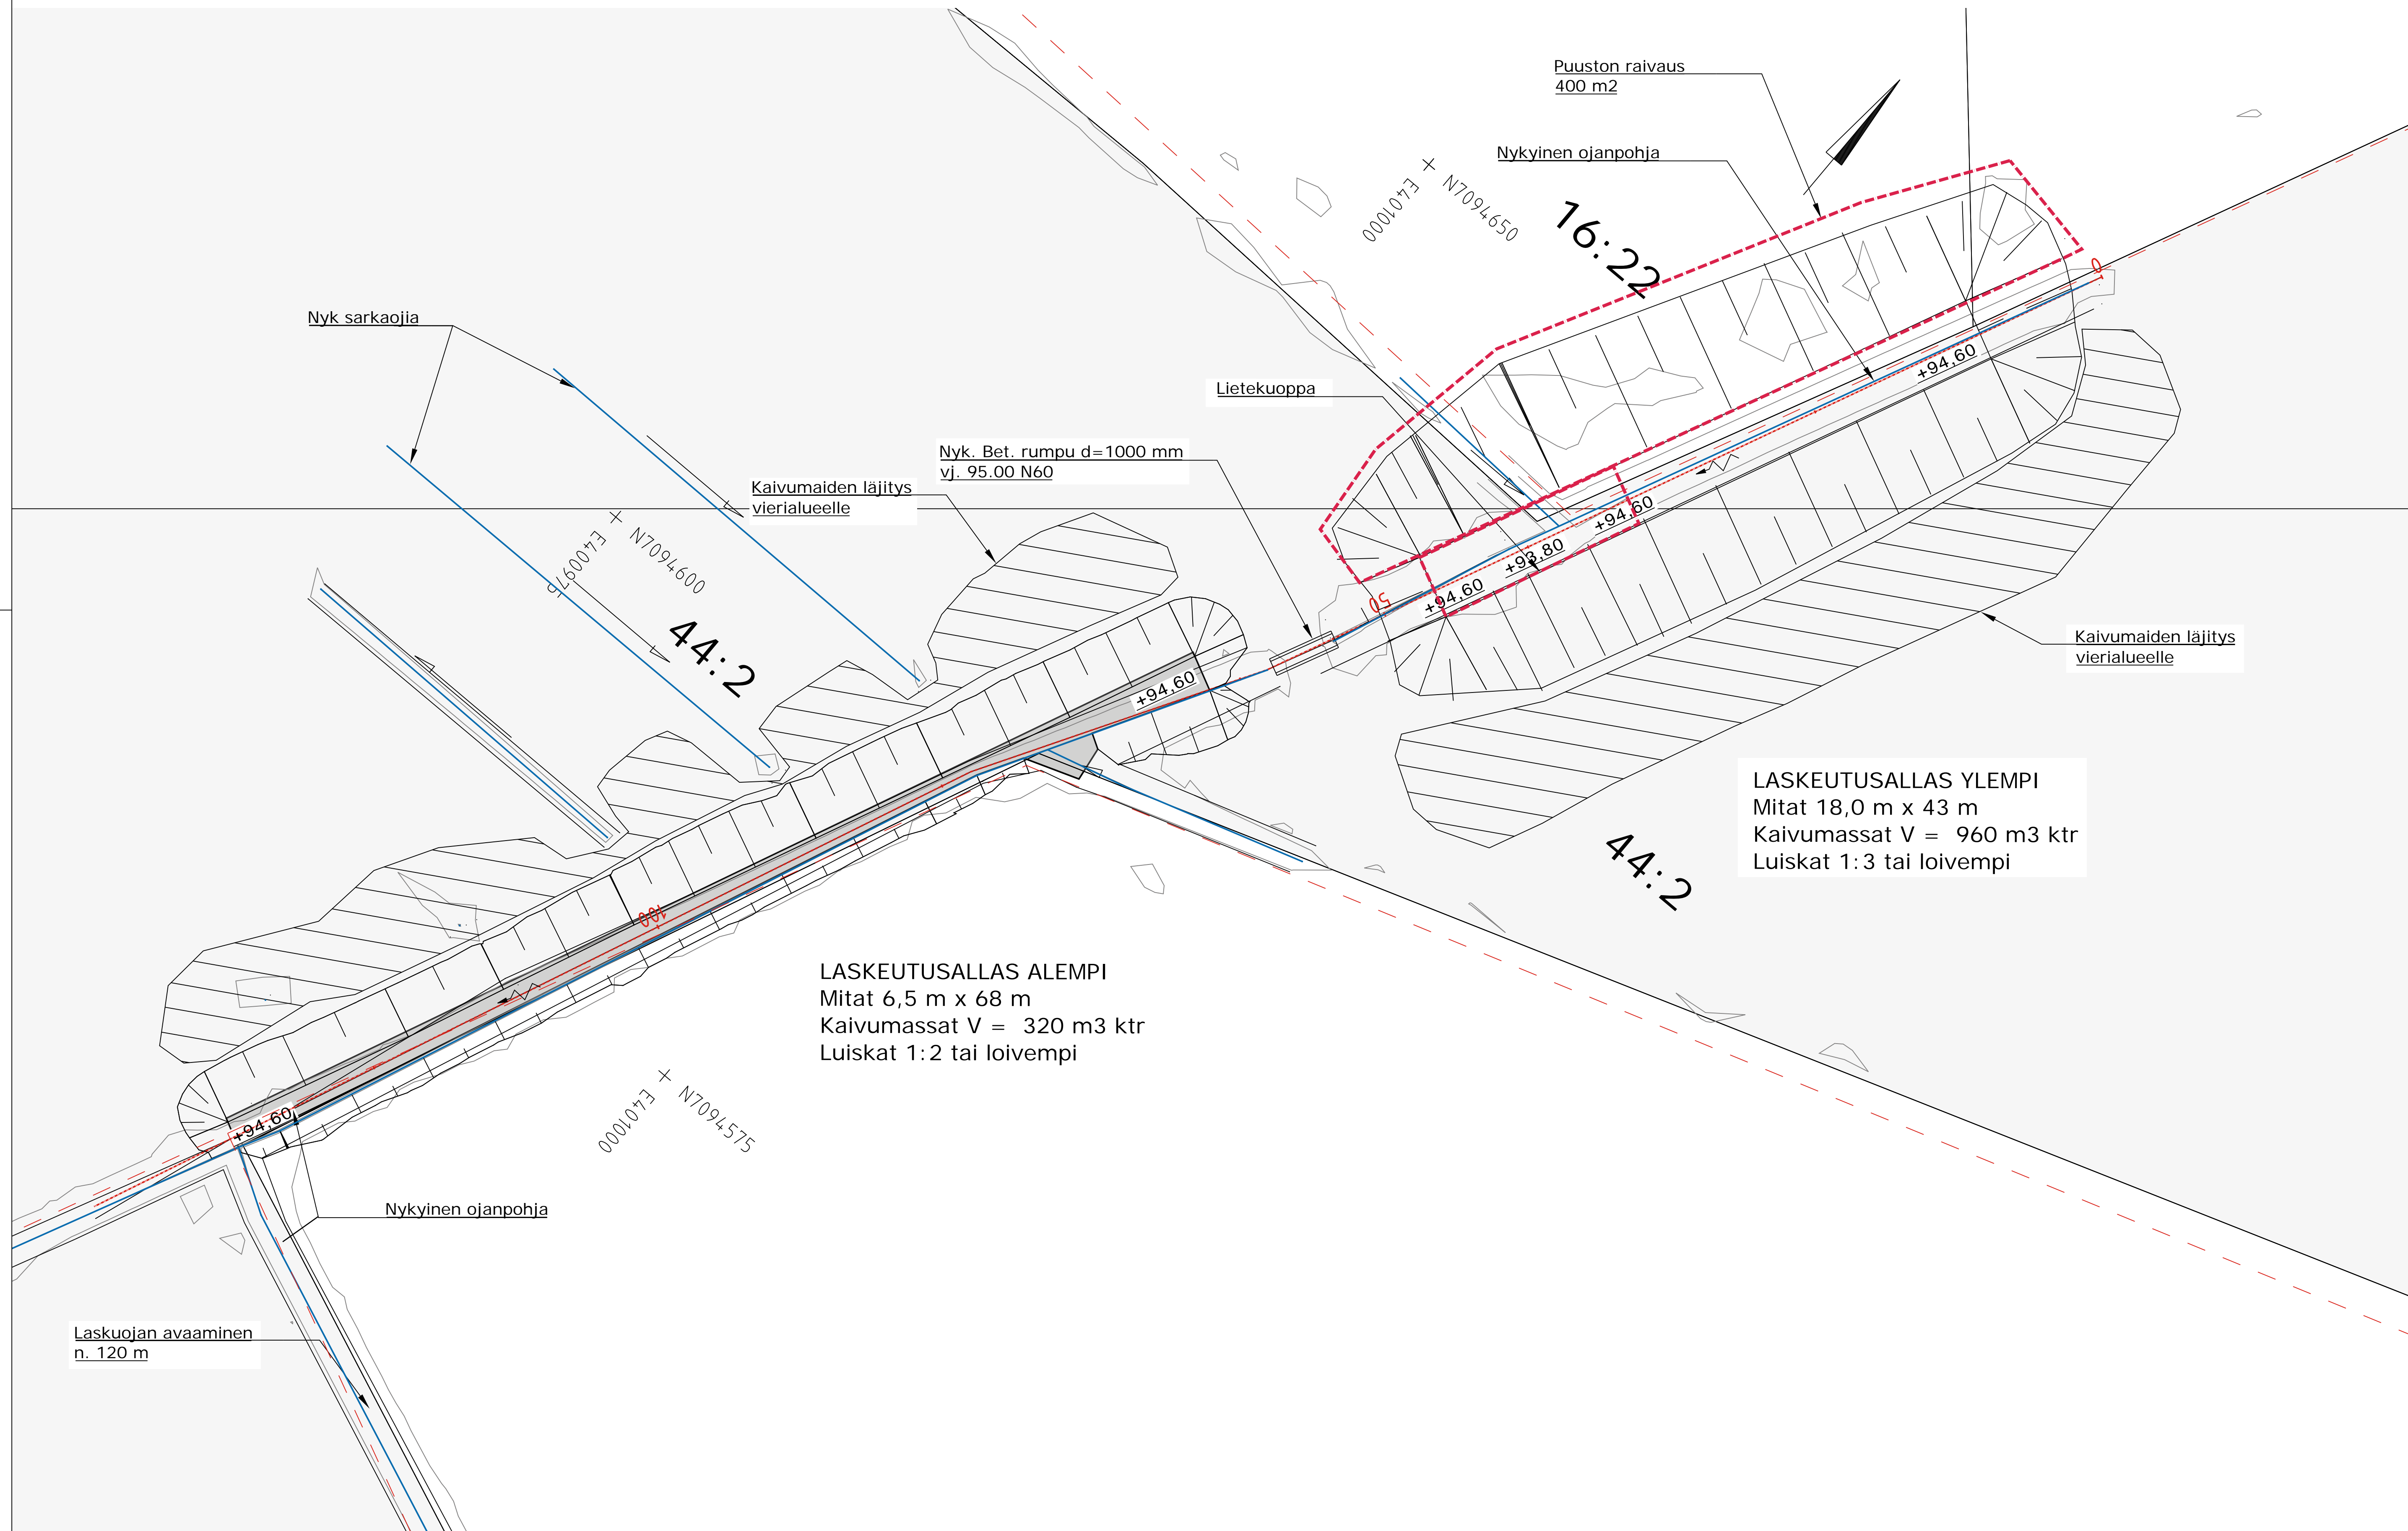 Puuston raivaus
400 m2
Nykyinen ojanpohja
E401000
N7094650
16:22
10
+94,60
Nyk sarkaojia
Lietekuoppa
Nyk. Bet. rumpu d=1000 mm
vj. 95.00 N60
Kaivumaiden läjitys
vierialueelle
E400975
N7094600
44:2
+94,60
+93,80
+94,60
50
Kaivumaiden läjitys
vierialueelle
+94,60
LASKEUTUSALLAS YLEMPI
Mitat 18,0 m x 43 m
Kaivumassat V = 960 m3 ktr
Luiskat 1:3 tai loivempi
44:2
100
LASKEUTUSALLAS ALEMPI
Mitat 6,5 m x 68 m
Kaivumassat V = 320 m3 ktr
Luiskat 1:2 tai loivempi
E401000
N7094575
+94,60
Nykyinen ojanpohja
Laskuojan avaaminen
n. 120 m